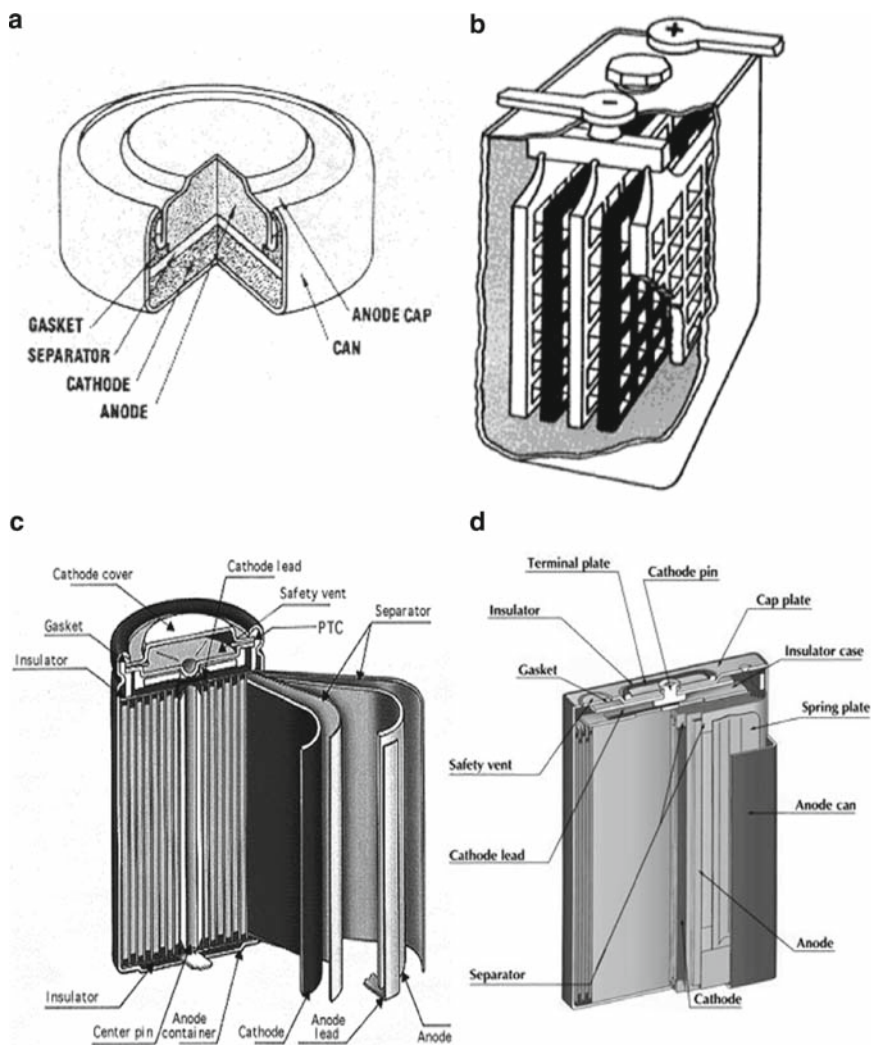 a
GASKET
SEPARATOR
CATHODE
ANODE
ANODE CAP
CAN
b
+
−
c
Cathode cover
Cathode lead
Safety vent
Separator
Gasket
PTC
Insulator
Insulator
Center pin
Anode
container
Cathode
Anode
lead
Anode
d
Terminal plate
Cathode pin
Insulator
Cap plate
Gasket
Insulator case
Spring plate
Safety vent
Anode can
Cathode lead
Anode
Separator
Cathode